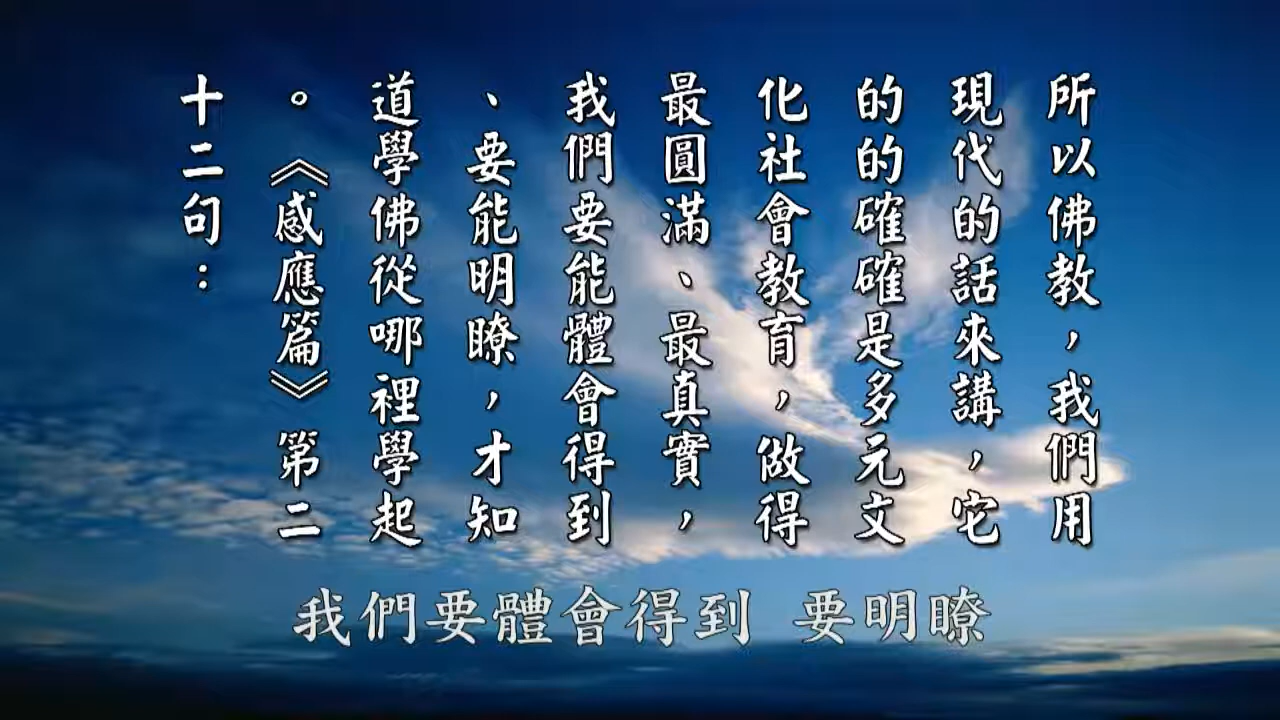 所以佛教，我們用
現代的話來講，它
的的確確是多元文
化社會教育，做得
最圓滿、最真實，
我們要能體會得到
、要能明瞭，才知
道學佛從哪裡學起
。《感應篇》第二
十二句：
我們要體會得到 要明瞭